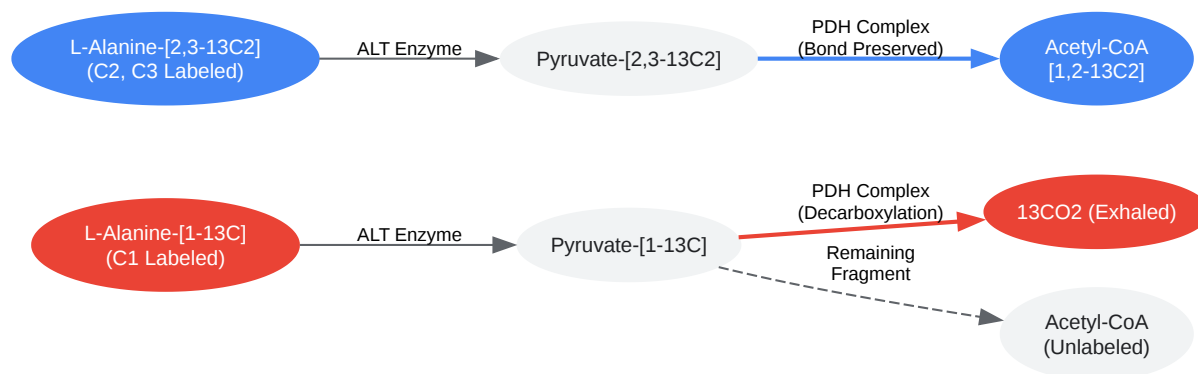 L-Alanine-[2,3-13C2]
(C2, C3 Labeled)
ALT Enzyme
Pyruvate-[2,3-13C2]
PDH Complex
(Bond Preserved)
Acetyl-CoA
[1,2-13C2]
L-Alanine-[1-13C]
(C1 Labeled)
ALT Enzyme
Pyruvate-[1-13C]
PDH Complex
(Decarboxylation)
13CO2 (Exhaled)
Remaining
Fragment
Acetyl-CoA
(Unlabeled)